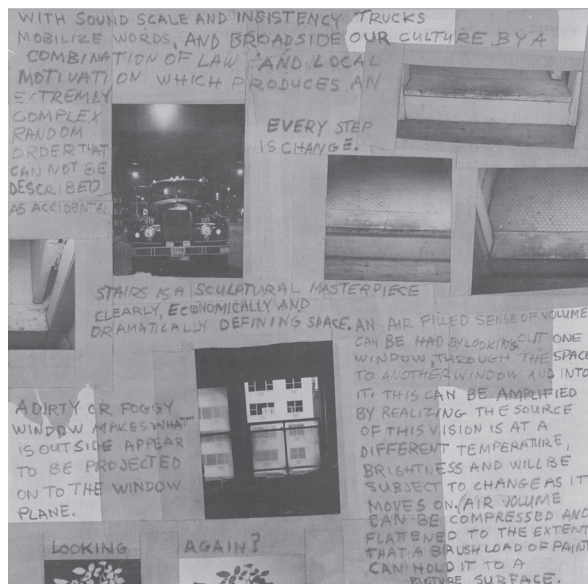 WITH SOUND SCALE AND INSISTENCY TRUCKS
MOBILIZE WORDS, AND BROADSIDE OUR CULTURE BY A
COMBINATION OF LAW AND LOCAL
MOTIVATION WHICH PRODUCES AN
EXTREMLY
COMPLEX
RANDOM
ORDER THAT
CAN NOT BE
DESCRIBED
AS ACCIDENTAL.
EVERY STEP
IS CHANGE.
STAIRS IS A SCULPTURAL MASTERPIECE
CLEARLY, ECONOMICALLY AND
DRAMATICALLY DEFINING SPACE.
AN AIR FILLED SENSE OF VOLUME
CAN BE HAD BY LOOKING OUT ONE
WINDOW, THROUGH THE SPACE
TO ANOTHER WINDOW AND INTO
IT. THIS CAN BE AMPLIFIED
BY REALIZING THE SOURCE
OF THIS VISION IS AT A
DIFFERENT TEMPERATURE,
BRIGHTNESS AND WILL BE
SUBJECT TO CHANGE AS IT
MOVES ON. AIR VOLUME
CAN BE COMPRESSED AND
FLATTENED TO THE EXTENT
THAT A BRUSH LOAD OF PAINT
CAN HOLD IT TO A
PICTURE SURFACE.
A DIRTY OR FOGGY
WINDOW MAKES WHAT
IS OUTSIDE APPEAR
TO BE PROJECTED
ON TO THE WINDOW
PLANE.
LOOKING AGAIN?